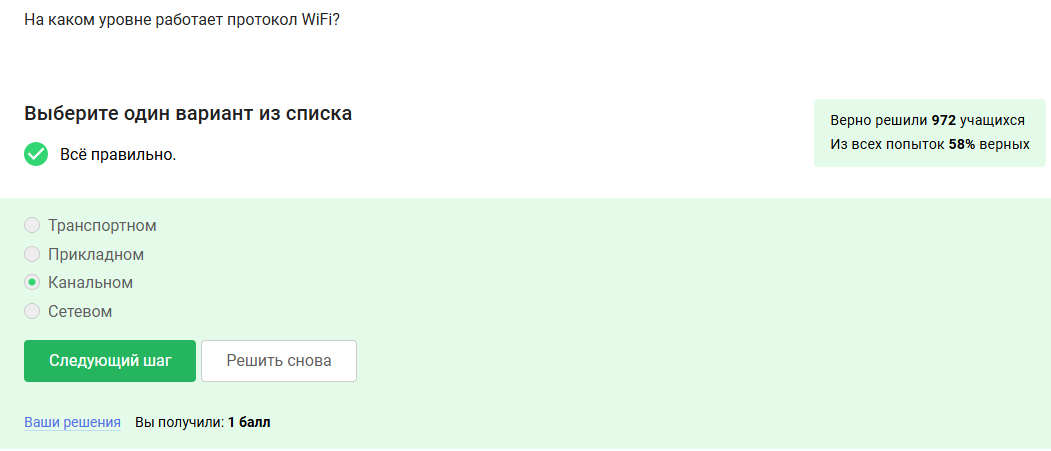 На каком уровне работает протокол WiFi?
Выберите один вариант из списка
Верно решили 972 учащихся
Из всех попыток 58% верных
Всё правильно.
Транспортном
Прикладном
Канальном
Сетевом
Следующий шаг
Решить снова
Ваши решения
Вы получили: 1 балл